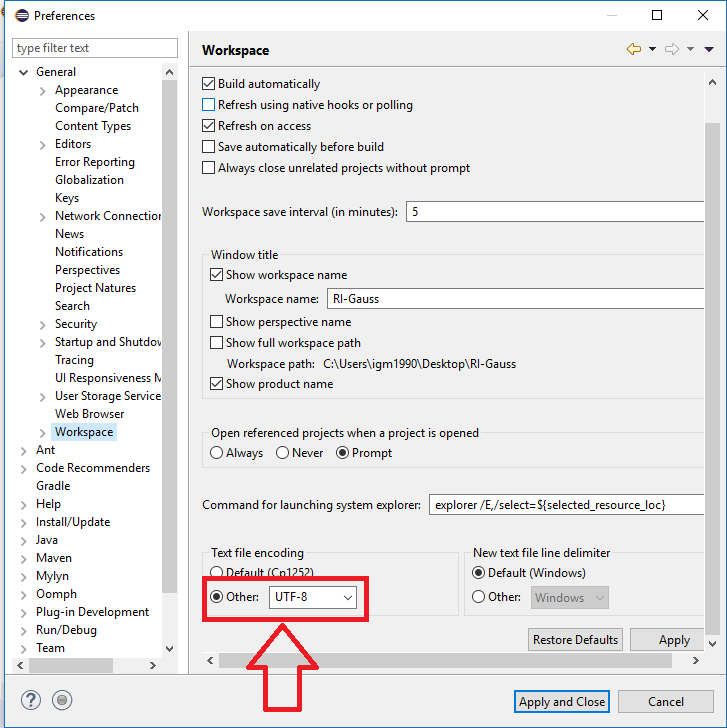 Preferences
type filter text
General
Appearance
Compare/Patch
Content Types
Editors
Error Reporting
Globalization
Keys
Network Connection
News
Notifications
Perspectives
Project Natures
Search
Security
Startup and Shutdow
Tracing
UI Responsiveness M
User Storage Service
Web Browser
Workspace
Ant
Code Recommenders
Gradle
Help
Install/Update
Java
Maven
Mylyn
Oomph
Plug-in Development
Run/Debug
Team
Workspace
Build automatically
Refresh using native hooks or polling
Refresh on access
Save automatically before build
Always close unrelated projects without prompt
Workspace save interval (in minutes): 5
Window title
Show workspace name
Workspace name: RI-Gauss
Show perspective name
Show full workspace path
Workspace path: C:\Users\igm1990\Desktop\RI-Gauss
Show product name
Open referenced projects when a project is opened
Always Never Prompt
Command for launching system explorer: explorer /E,/select=${selected_resource_loc}
Text file encoding
Default (Cp1252)
Other: UTF-8
New text file line delimiter
Default (Windows)
Other: Windows
Restore Defaults Apply
? Apply and Close Cancel